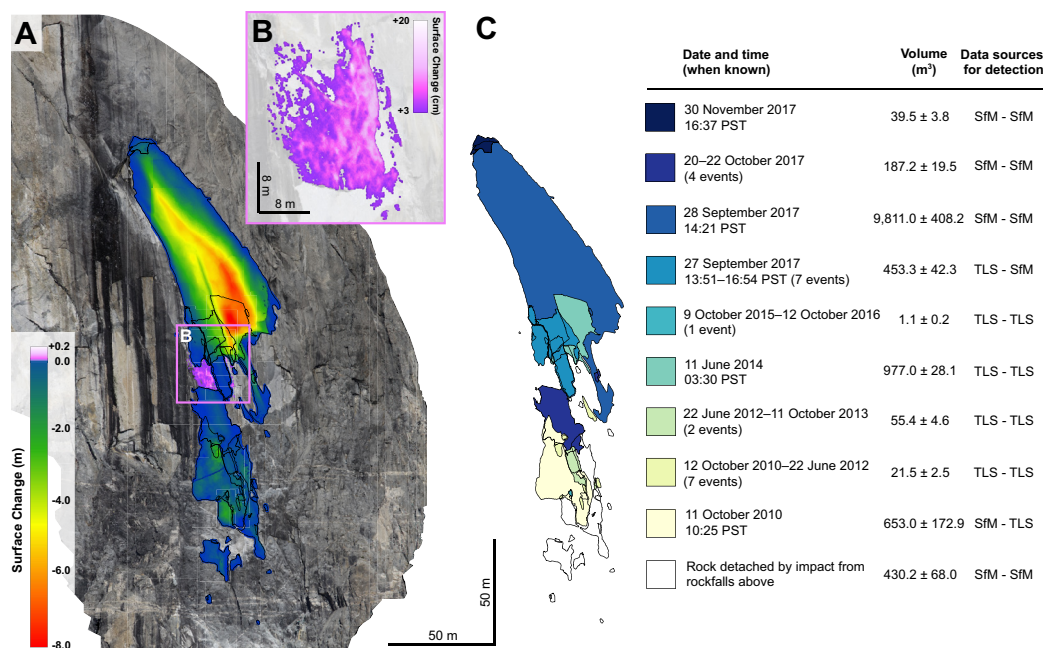 A
B
+20
Surface Change (cm)
+3
8 m
8 m
B
+0.2
0.0
-2.0
-4.0
-6.0
-8.0
Surface Change (m)
50 m
50 m
C
Date and time (when known)
Volume (m³)
Data sources for detection
30 November 2017
16:37 PST
39.5 ± 3.8
SfM - SfM
20–22 October 2017
(4 events)
187.2 ± 19.5
SfM - SfM
28 September 2017
14:21 PST
9,811.0 ± 408.2
SfM - SfM
27 September 2017
13:51–16:54 PST (7 events)
453.3 ± 42.3
TLS - SfM
9 October 2015–12 October 2016
(1 event)
1.1 ± 0.2
TLS - TLS
11 June 2014
03:30 PST
977.0 ± 28.1
TLS - TLS
22 June 2012–11 October 2013
(2 events)
55.4 ± 4.6
TLS - TLS
12 October 2010–22 June 2012
(7 events)
21.5 ± 2.5
TLS - TLS
11 October 2010
10:25 PST
653.0 ± 172.9
SfM - TLS
Rock detached by impact from
rockfalls above
430.2 ± 68.0
SfM - SfM